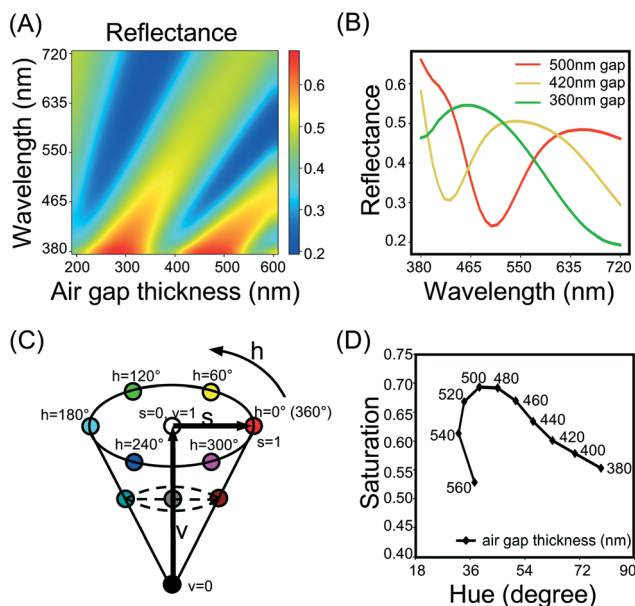 (A)
Reflectance
Wavelength (nm)
720
635
550
465
380
200
300
400
500
600
Air gap thickness (nm)
0.6
0.5
0.4
0.3
0.2
(B)
Reflectance
0.6
0.5
0.4
0.3
0.2
500nm gap
420nm gap
360nm gap
380
465
550
635
720
Wavelength (nm)
(C)
h
h=120°
h=60°
h=180°
s=0, v=1
h=0° (360°)
S
s=1
h=240°
h=300°
V
v=0
(D)
Saturation
0.75
0.70
0.65
0.60
0.55
0.50
0.45
0.40
500
480
520
460
540
440
420
400
380
560
air gap thickness (nm)
18
36
54
72
90
Hue (degree)